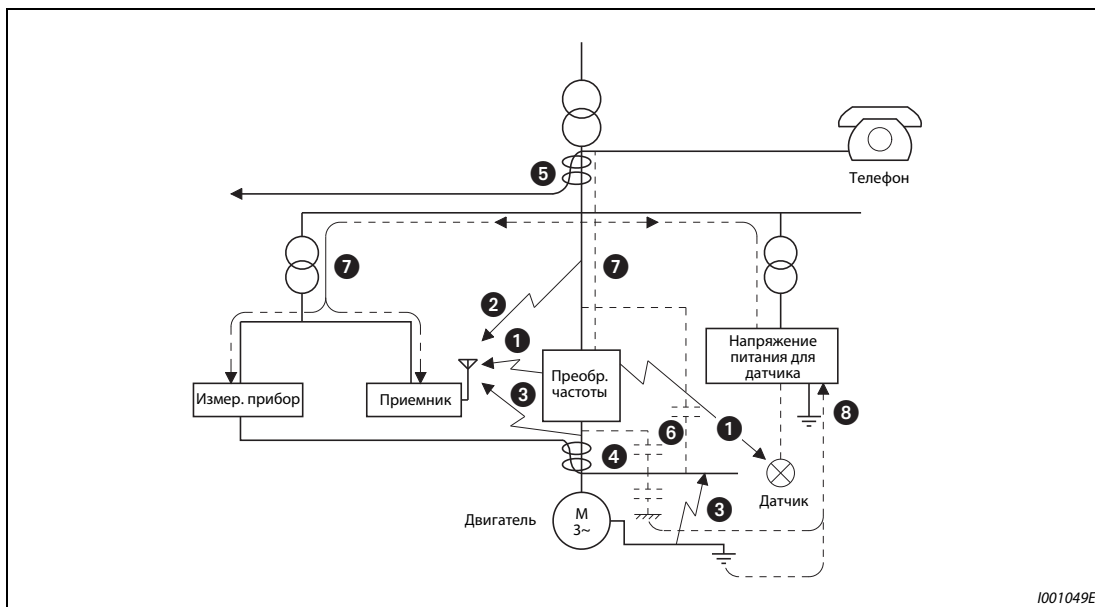 5
Телефон
7
7
2
1
Напряжение
питания для
датчика
Преобр.
частоты
Измер. прибор
Приемник
3
8
6
1
4
Датчик
3
Двигатель
M
3~
I001049E